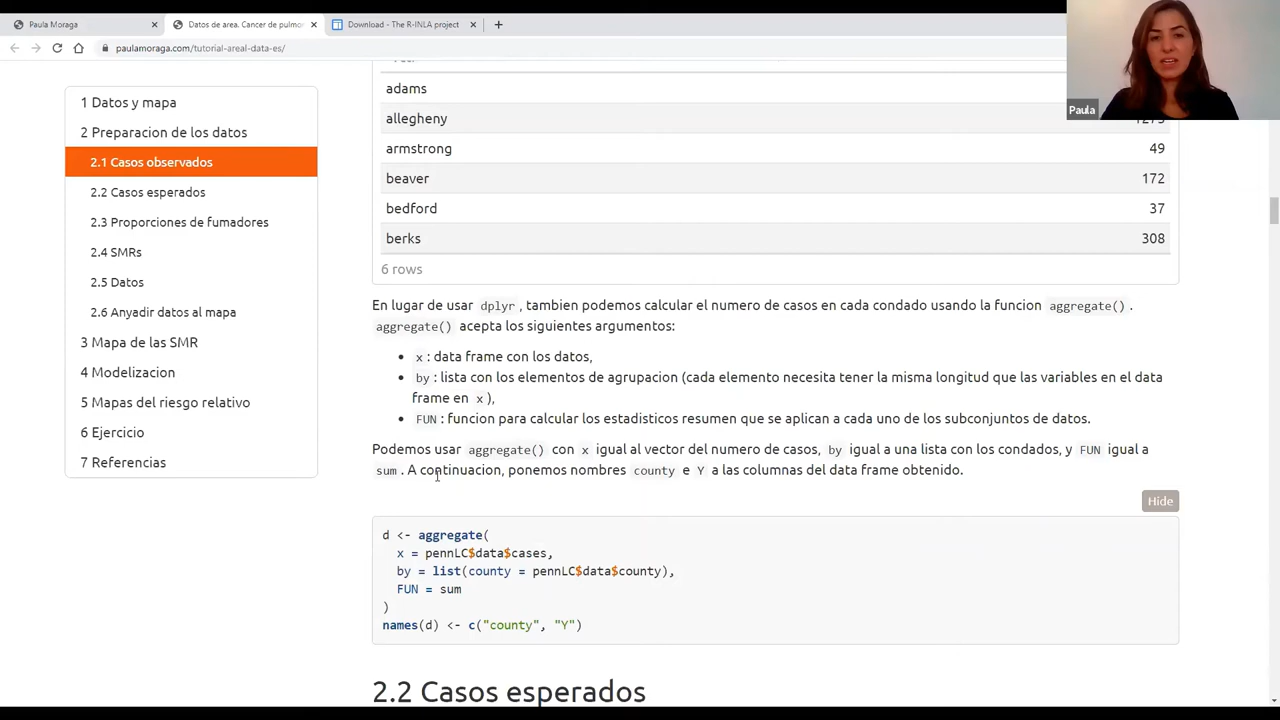 Paula Moraga
Datos de area. Cancer de pulmo
Download - The R-INLA project
paulamoraga.com/tutorial-areal-data-es/
Paula
1 Datos y mapa
2 Preparacion de los datos
2.1 Casos observados
2.2 Casos esperados
2.3 Proporciones de fumadores
2.4 SMRs
2.5 Datos
2.6 Anyadir datos al mapa
3 Mapa de las SMR
4 Modelizacion
5 Mapas del riesgo relativo
6 Ejercicio
7 Referencias
adams
allegheny
armstrong 49
beaver 172
bedford 37
berks 308
6 rows
En lugar de usar dplyr , tambien podemos calcular el numero de casos en cada condado usando la funcion aggregate() .
aggregate() acepta los siguientes argumentos:
• x : data frame con los datos,
• by : lista con los elementos de agrupacion (cada elemento necesita tener la misma longitud que las variables en el data
frame en x ),
• FUN : funcion para calcular los estadisticos resumen que se aplican a cada uno de los subconjuntos de datos.
Podemos usar aggregate() con x igual al vector del numero de casos, by igual a una lista con los condados, y FUN igual a
sum . A continuacion, ponemos nombres county e Y a las columnas del data frame obtenido.
Hide
d <- aggregate(
x = pennLC$data$cases,
by = list(county = pennLC$data$county),
FUN = sum
)
names(d) <- c("county", "Y")
2.2 Casos esperados